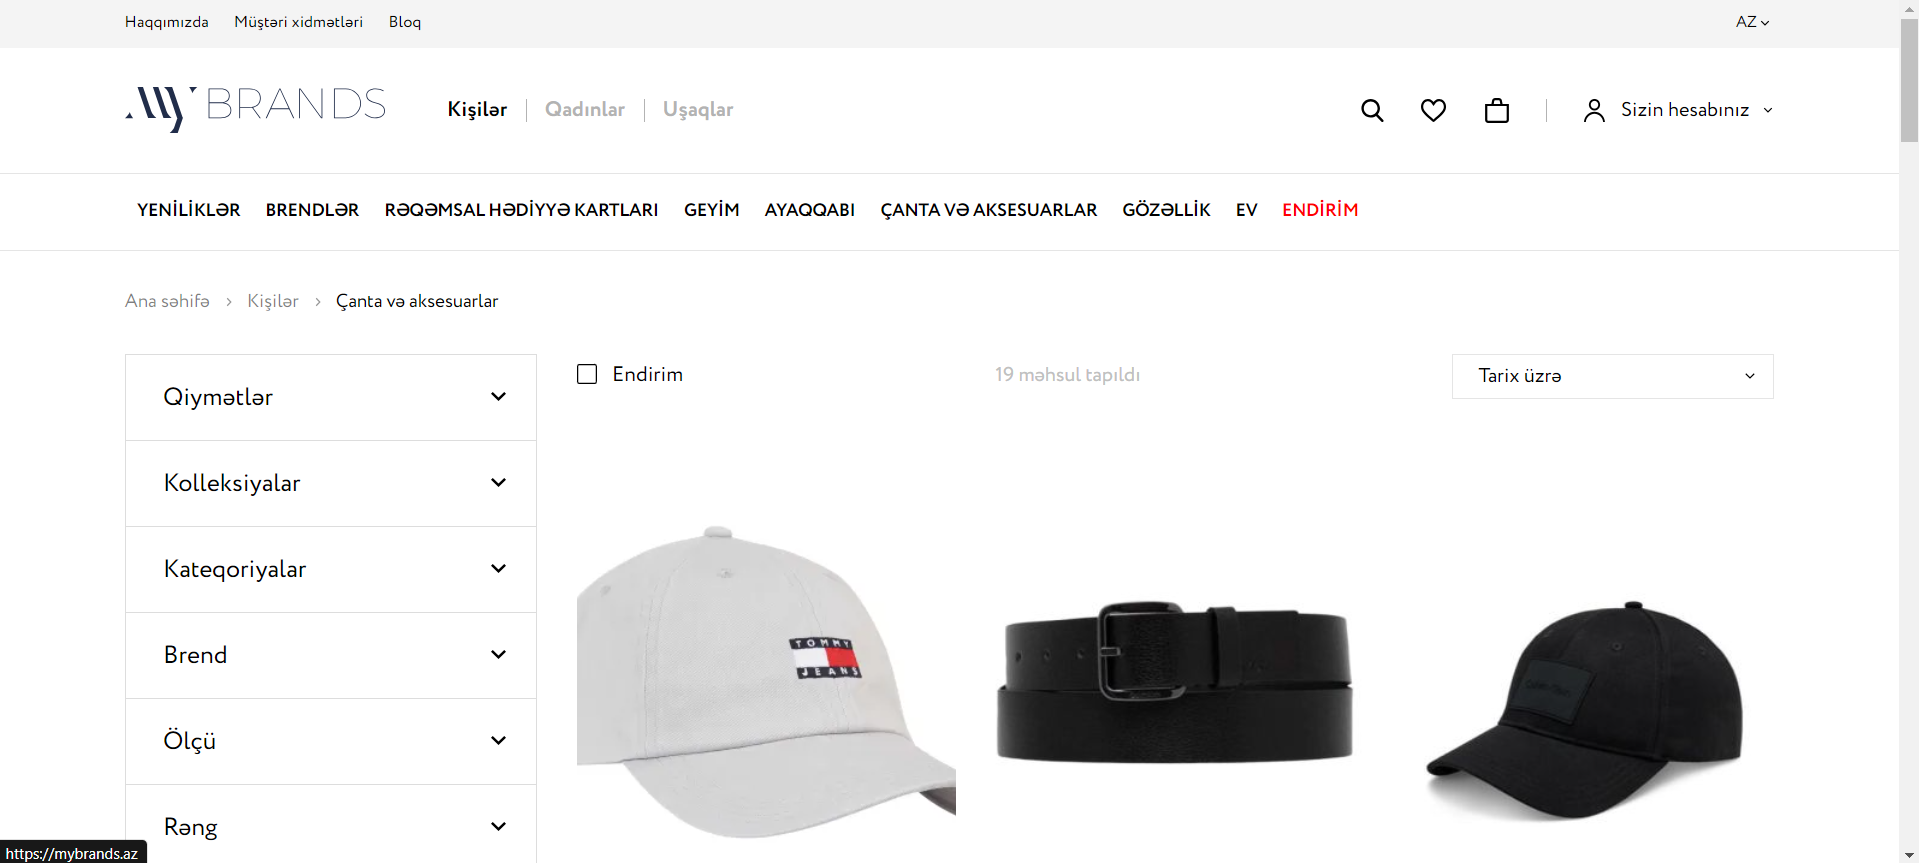 Haqqımızda Müştəri xidmətləri Bloq AZ
My BRANDS Kişilər Qadınlar Uşaqlar Sizin hesabınız
YENİLİKLƏR BRENDLƏR RƏQƏMSAL HƏDİYYƏ KARTLARI GEYİM AYAQQABI ÇANTA VƏ AKSESUARLAR GÖZƏLLİK EV ENDİRİM
Ana səhifə > Kişilər > Çanta və aksesuarlar
Endirim 19 məhsul tapıldı Tarix üzrə
Qiymətlər
Kolleksiyalar
Kateqoriyalar
Brend
Ölçü
Rəng
TOMMY
JEANS
https://mybrands.az